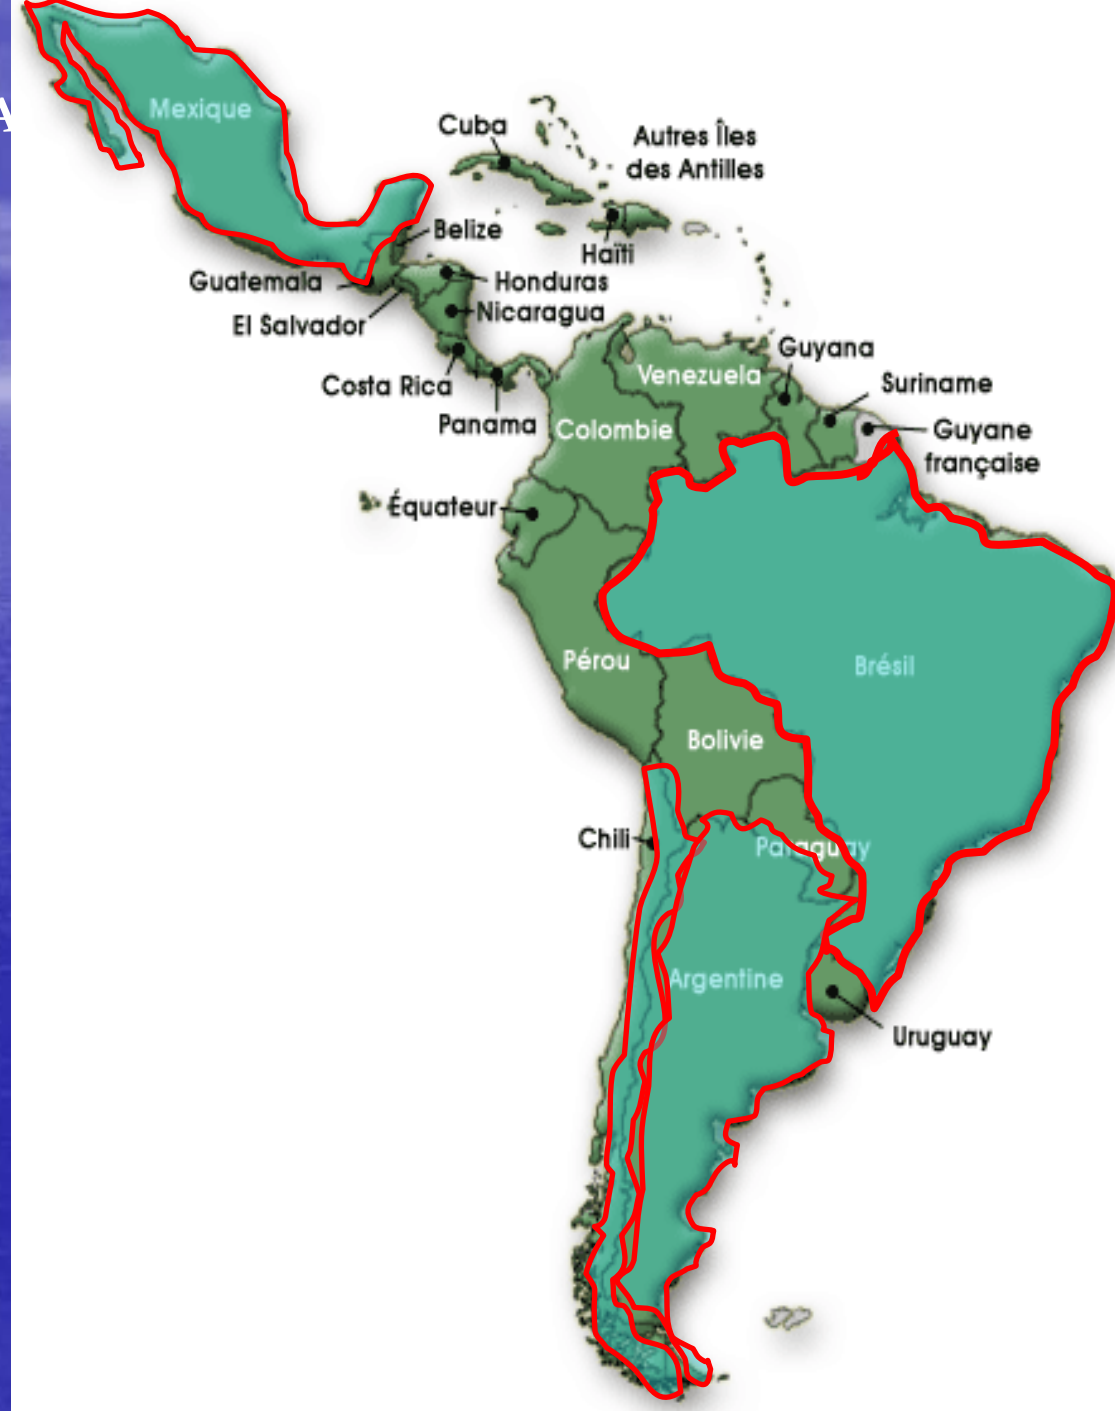 A
Mexique
Cuba
Autres Îles
des Antilles
Belize
Haïti
Guatemala
Honduras
El Salvador
Nicaragua
Costa Rica
Panama
Venezuela
Guyana
Suriname
Colombie
Guyane
française
Équateur
Pérou
Brésil
Bolivie
Chili
Paraguay
Argentine
Uruguay